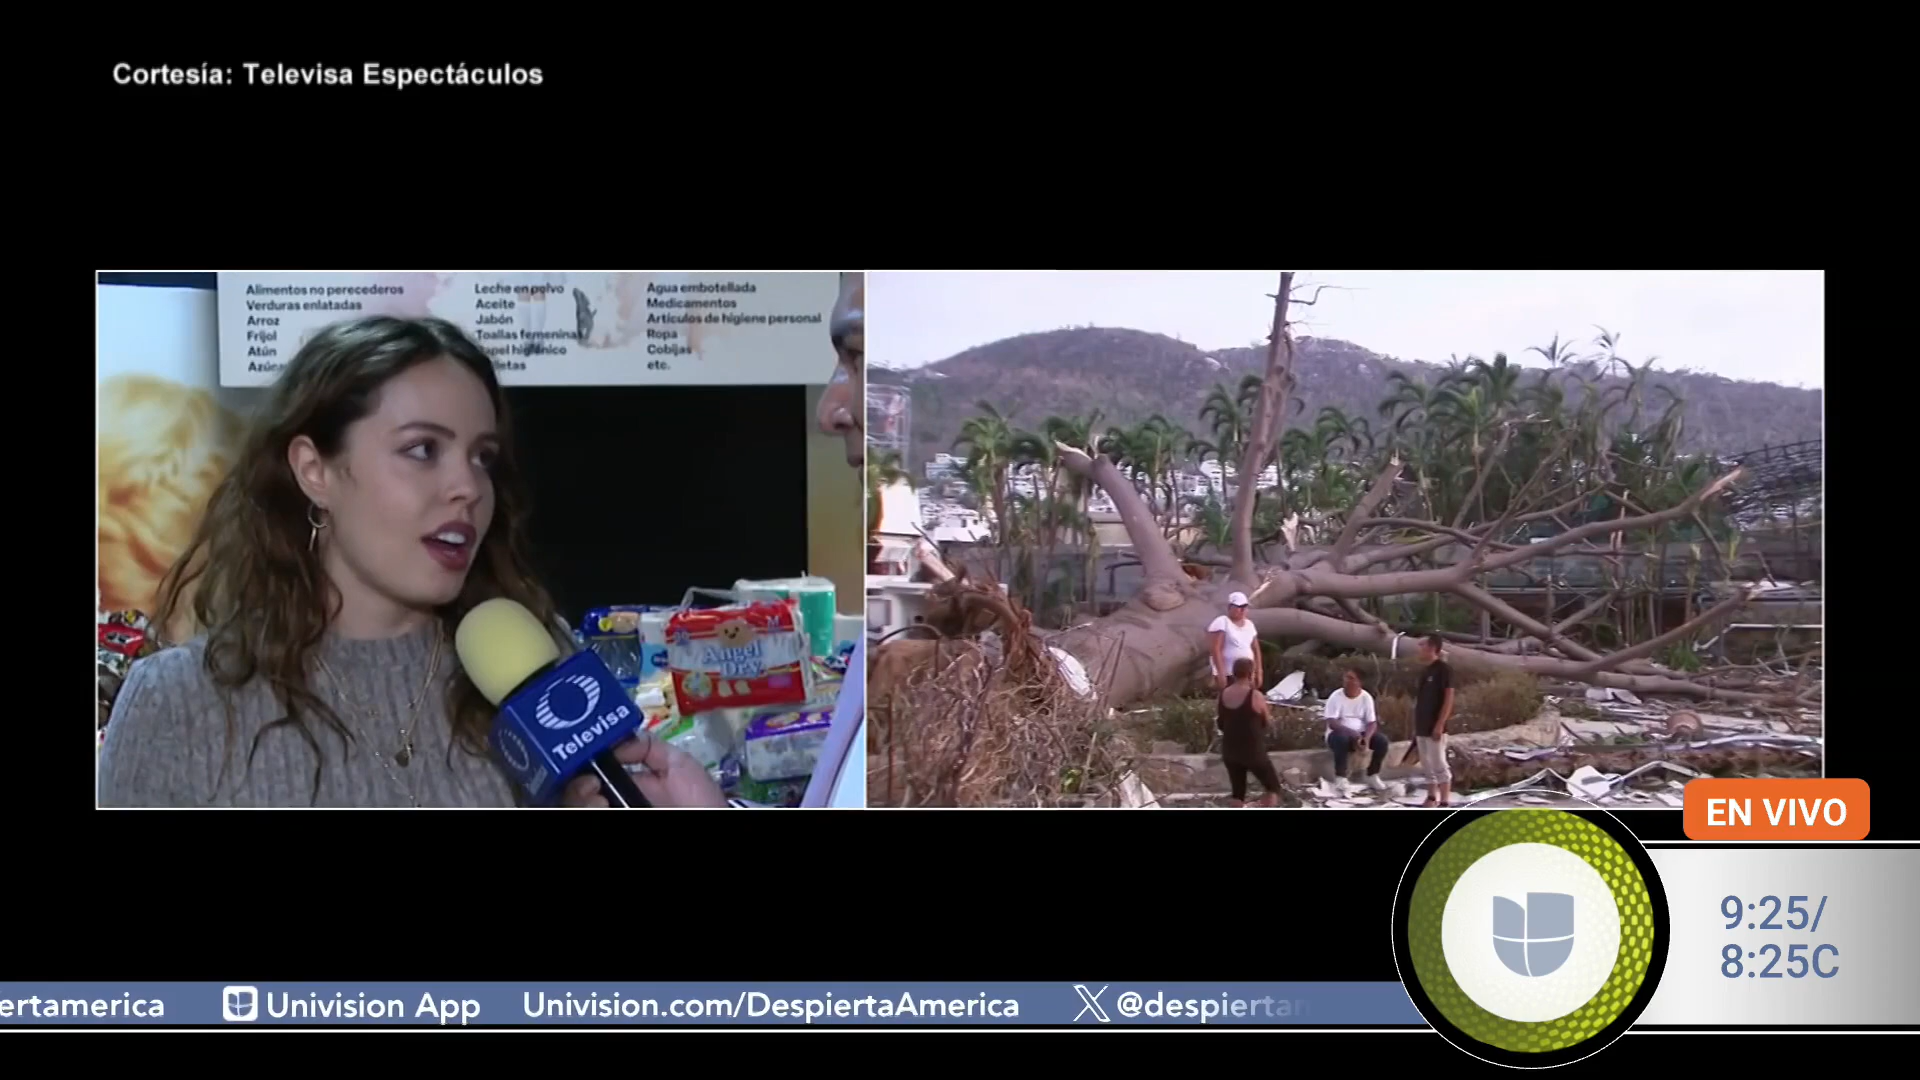 Cortesía: Televisa Espectáculos
Alimentos no perecederos
Verduras enlatadas
Arroz
Frijol
Atún
Leche en polvo
Aceite
Jabón
Toallas femeninas
higiénico
Agua embotellada
Medicamentos
Artículos de higiene personal
Ropa
Cobijas
etc.
Angel
Dry
Televisa
EN VIVO
9:25/
8:25C
ertamerica Univision App Univision.com/DespiertaAmerica X @despiertan